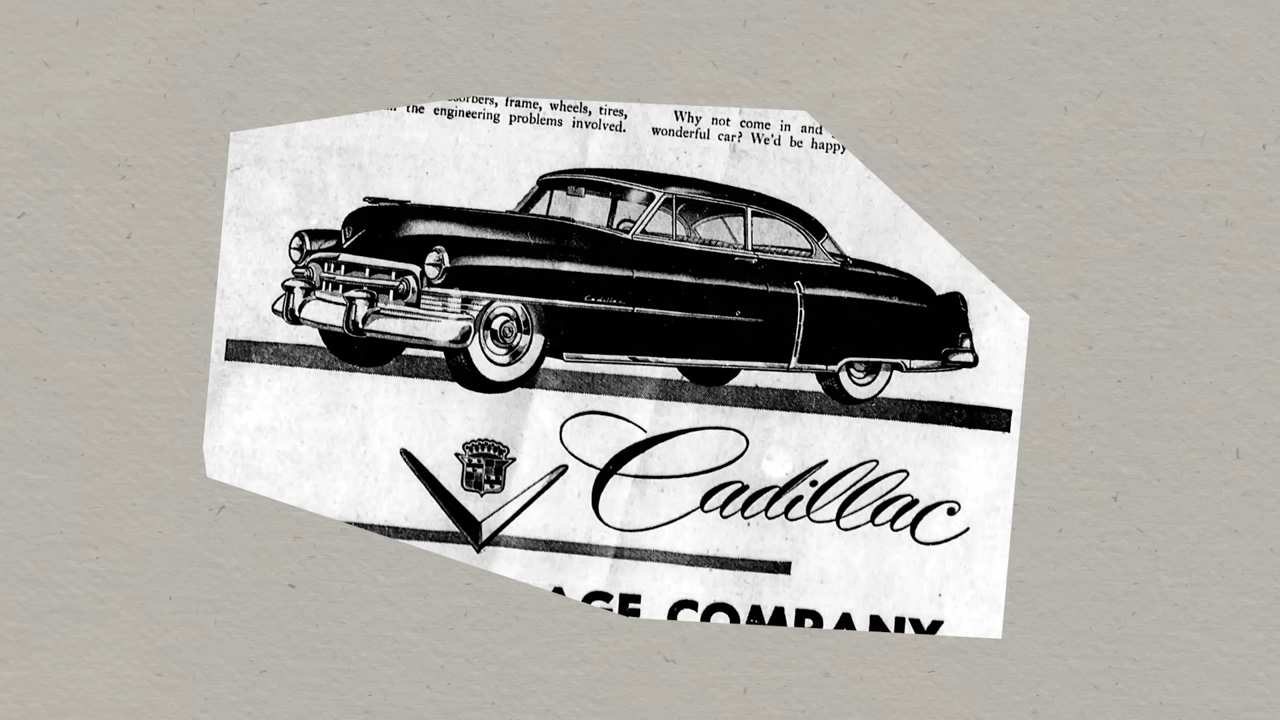 frame, wheels, tires,
the engineering problems involved.
Why not come in and
wonderful car? We'd be happy
Cadillac
Cadillac
COMPANY